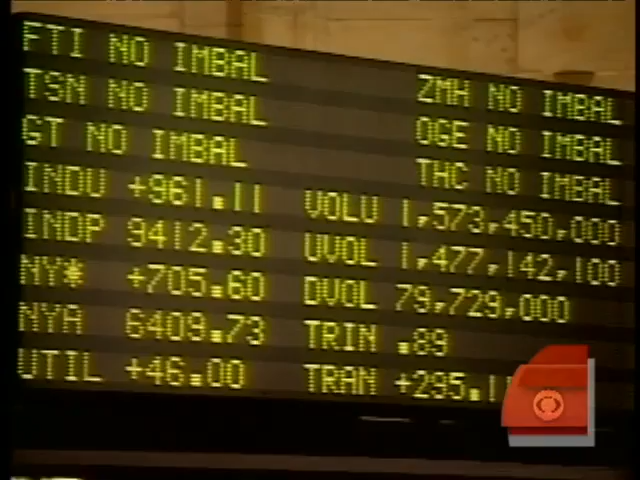 FTI NO IMBAL
TSN NO IMBAL
GT NO IMBAL
INDU +961.11
INDP 9412.30
NY* +705.60
NYA 6409.73
UTIL +46.00
ZMH NO IMBAL
OGE NO IMBAL
THC NO IMBAL
VOLU 1,573,450,000
UVOL 1,477,142,100
DVOL 79,729,000
TRIN .89
TRAN +295.11